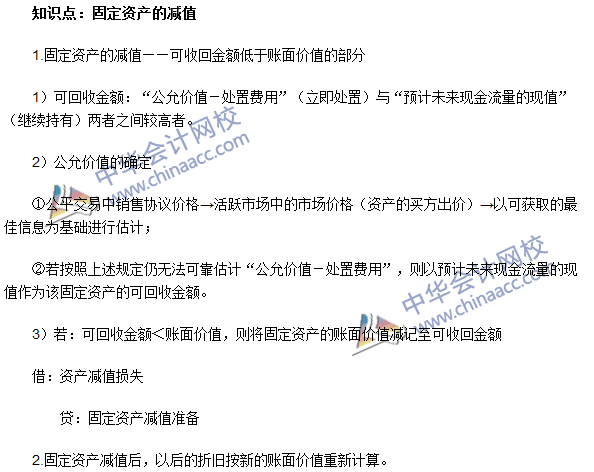 知识点：固定资产的减值
1.固定资产的减值——可收回金额低于账面价值的部分
1）可回收金额：“公允价值－处置费用”（立即处置）与“预计未来现金流量的现值”
（继续持有）两者之间较高者。
2）公允价值的确定
①公平交易中销售协议价格→活跃市场中的市场价格（资产的买方出价）→以可获取的最
佳信息为基础进行估计；
②若按照上述规定仍无法可靠估计“公允价值－处置费用”，则以预计未来现金流量的现
值作为该固定资产的可回收金额。
3）若：可回收金额＜账面价值，则将固定资产的账面价值减记至可收回金额
借：资产减值损失
贷：固定资产减值准备
2.固定资产减值后，以后的折旧按新的账面价值重新计算。
中华会计网校
www.chinaacc.com
中华会计网校
www.chinaacc.com